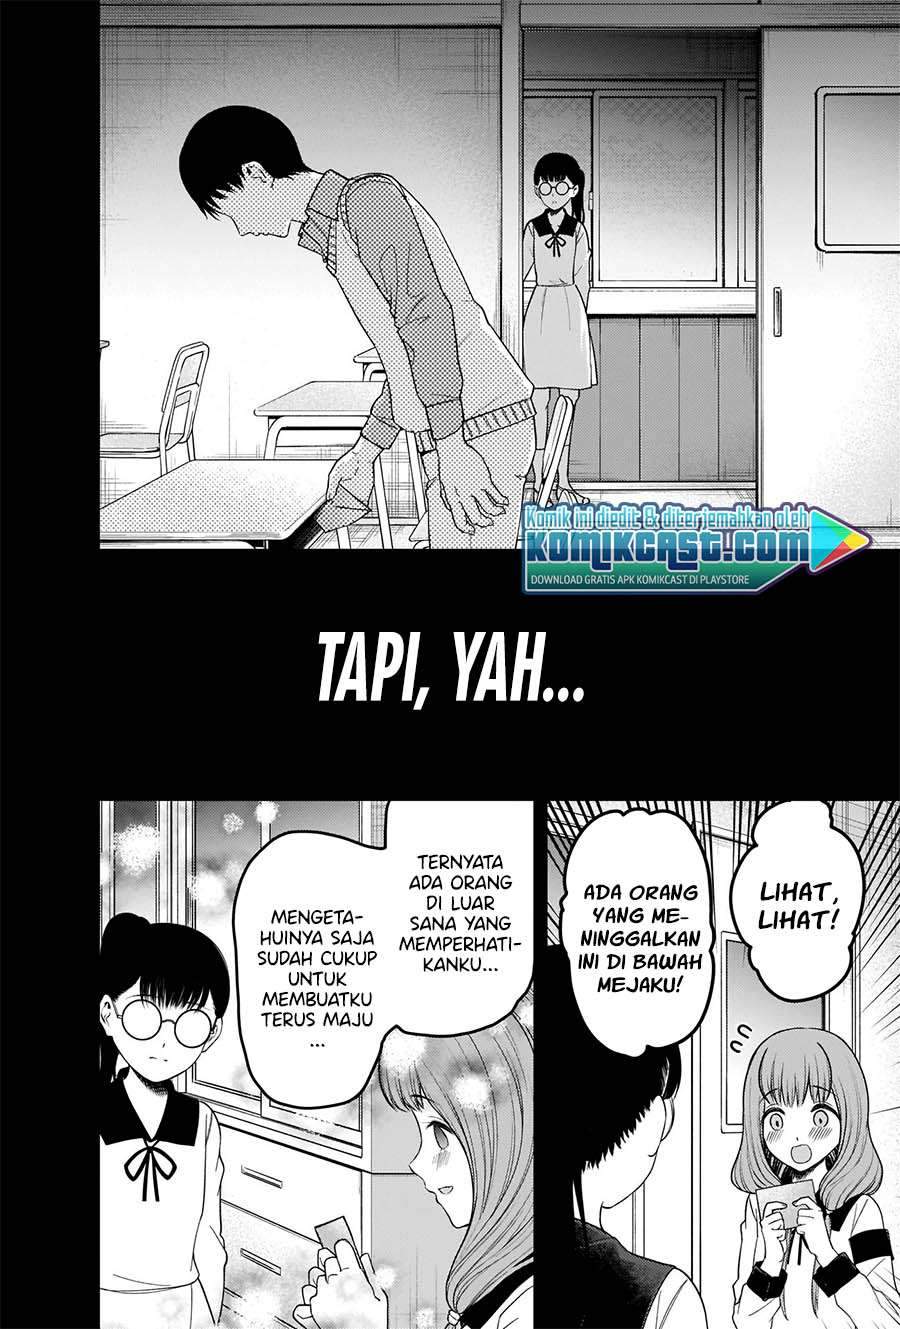 Komik ini diedit & diterjemahkan oleh
KOMIKCAST.COM
DOWNLOAD GRATIS APK KOMIKCAST DI PLAYSTORE
TAPI, YAH...
LIHAT,
LIHAT!
ADA ORANG
YANG ME-
NINGGALKAN
INI DI BAWAH
MEJAKU!
TERNYATA
ADA ORANG
DI LUAR
SANA YANG
MEMPERHATI-
KANKU...
MENGETA-
HUINYA SAJA
SUDAH CUKUP
UNTUK
MEMBUATKU
TERUS MAJU
...